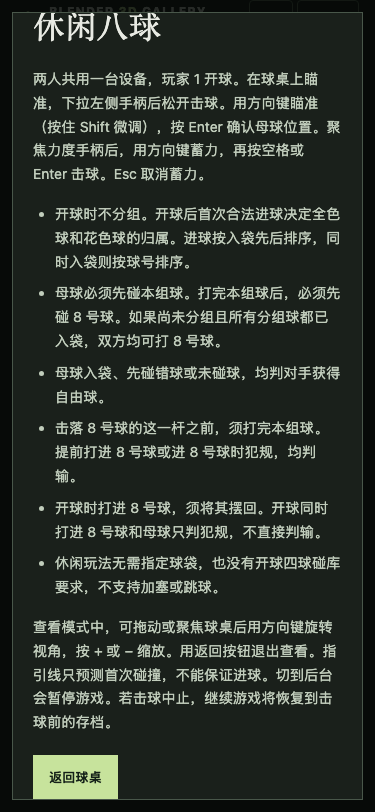 BLENDER 3D GALLERY
休闲八球
两人共用一台设备，玩家 1 开球。在球桌上瞄
准，下拉左侧手柄后松开击球。用方向键瞄准
（按住 Shift 微调），按 Enter 确认母球位置。聚
焦力度手柄后，用方向键蓄力，再按空格或
Enter 击球。Esc 取消蓄力。
• 开球时不分组。开球后首次合法进球决定全色
球和花色球的归属。进球按入袋先后排序，同
时入袋则按球号排序。
• 母球必须先碰本组球。打完本组球后，必须先
碰 8 号球。如果尚未分组且所有分组球都已
入袋，双方均可打 8 号球。
• 母球入袋、先碰错球或未碰球，均判对手获得
自由球。
• 击落 8 号球的这一杆之前，须打完本组球。
提前打进 8 号球或进 8 号球时犯规，均判
输。
• 开球时打进 8 号球，须将其摆回。开球同时
打进 8 号球和母球只判犯规，不直接判输。
• 休闲玩法无需指定球袋，也没有开球四球碰库
要求，不支持加塞或跳球。
查看模式中，可拖动或聚焦球桌后用方向键旋转
视角，按 + 或 − 缩放。用返回按钮退出查看。指
引线只预测首次碰撞，不能保证进球。切到后台
会暂停游戏。若击球中止，继续游戏将恢复到击
球前的存档。
返回球桌